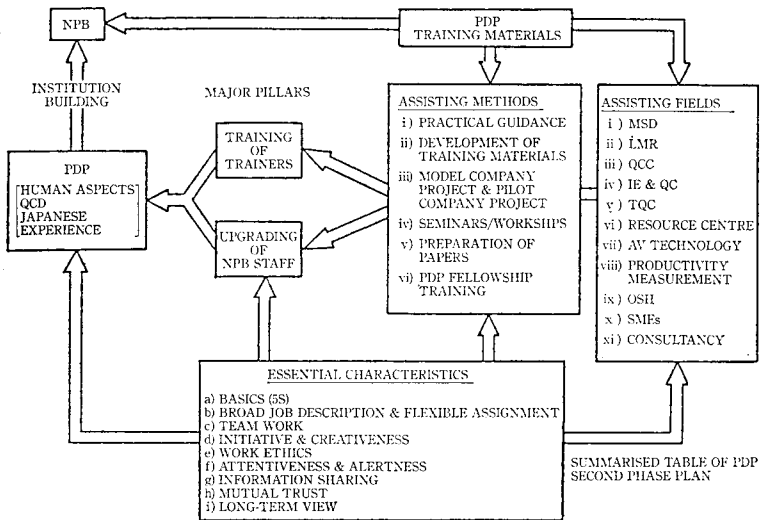 NPB
PDP
TRAINING MATERIALS
INSTITUTION
BUILDING
MAJOR PILLARS
TRAINING
OF
TRAINERS
UPGRADING
OF
NPB STAFF
PDP
HUMAN ASPECTS
QCD
JAPANESE
EXPERIENCE
ASSISTING METHODS
i) PRACTICAL GUIDANCE
ii) DEVELOPMENT OF
TRAINING MATERIALS
iii) MODEL COMPANY
PROJECT & PILOT
COMPANY PROJECT
iv) SEMINARS/WORKSHIPS
v) PREPARATION OF
PAPERS
vi) PDP FELLOWSHIP
TRAINING
ASSISTING FIELDS
i) MSD
ii) LMR
iii) QCC
iv) IE & QC
v) TQC
vi) RESOURCE CENTRE
vii) AV TECHNOLOGY
viii) PRODUCTIVITY
MEASUREMENT
ix) OSH
x) SMEs
xi) CONSULTANCY
ESSENTIAL CHARACTERISTICS
a) BASICS (5S)
b) BROAD JOB DESCRIPTION & FLEXIBLE ASSIGNMENT
c) TEAM WORK
d) INITIATIVE & CREATIVENESS
e) WORK ETHICS
f) ATTENTIVENESS & ALERTNESS
g) INFORMATION SHARING
h) MUTUAL TRUST
i) LONG-TERM VIEW
SUMMARISED TABLE OF PDP
SECOND PHASE PLAN